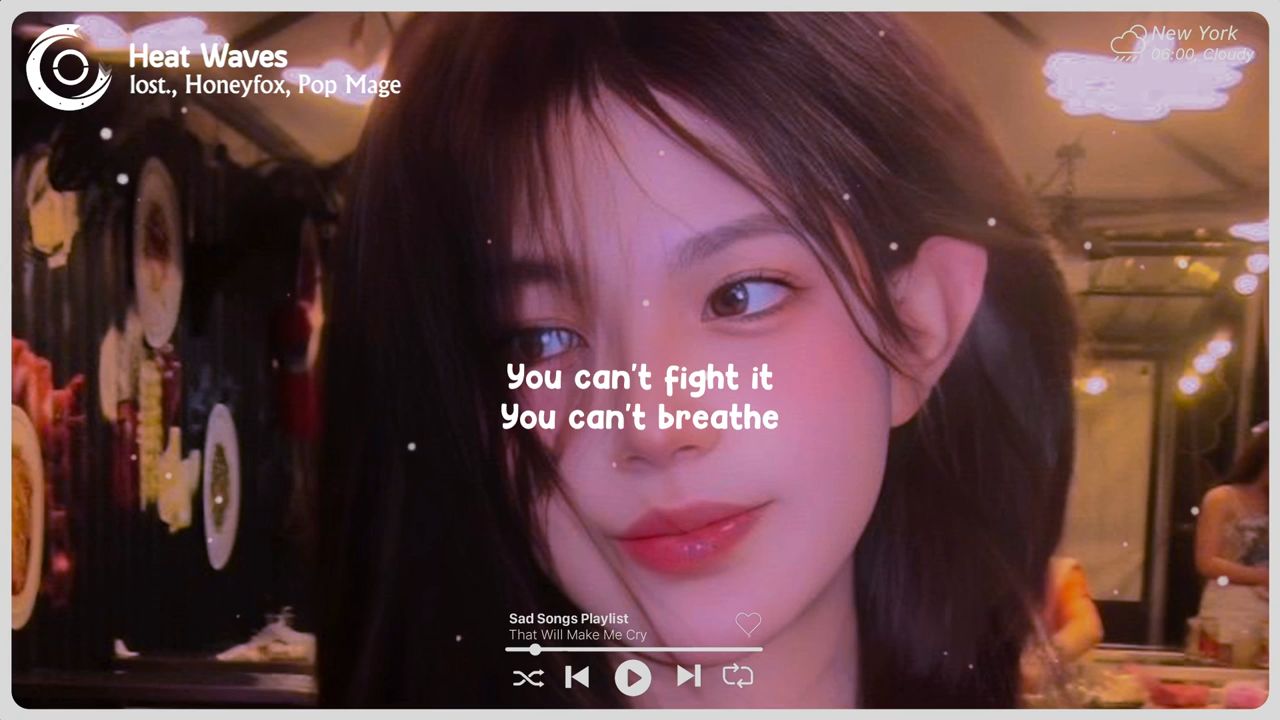 Heat Waves
lost., Honeyfox, Pop Mage
New York
06:00, Cloudy
You can't fight it
You can't breathe
Sad Songs Playlist
That Will Make Me Cry